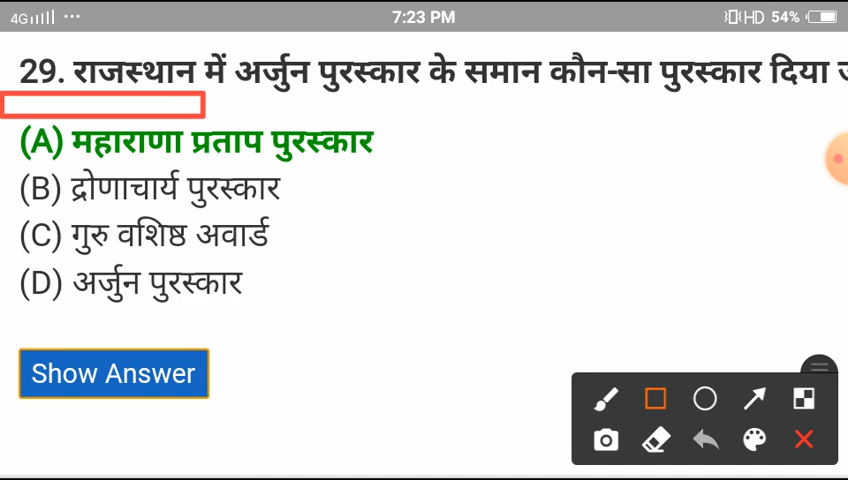 4G 7:23 PM HD 54%
29. राजस्थान में अर्जुन पुरस्कार के समान कौन-सा पुरस्कार दिया
(A) महाराणा प्रताप पुरस्कार
(B) द्रोणाचार्य पुरस्कार
(C) गुरु वशिष्ठ अवार्ड
(D) अर्जुन पुरस्कार
Show Answer